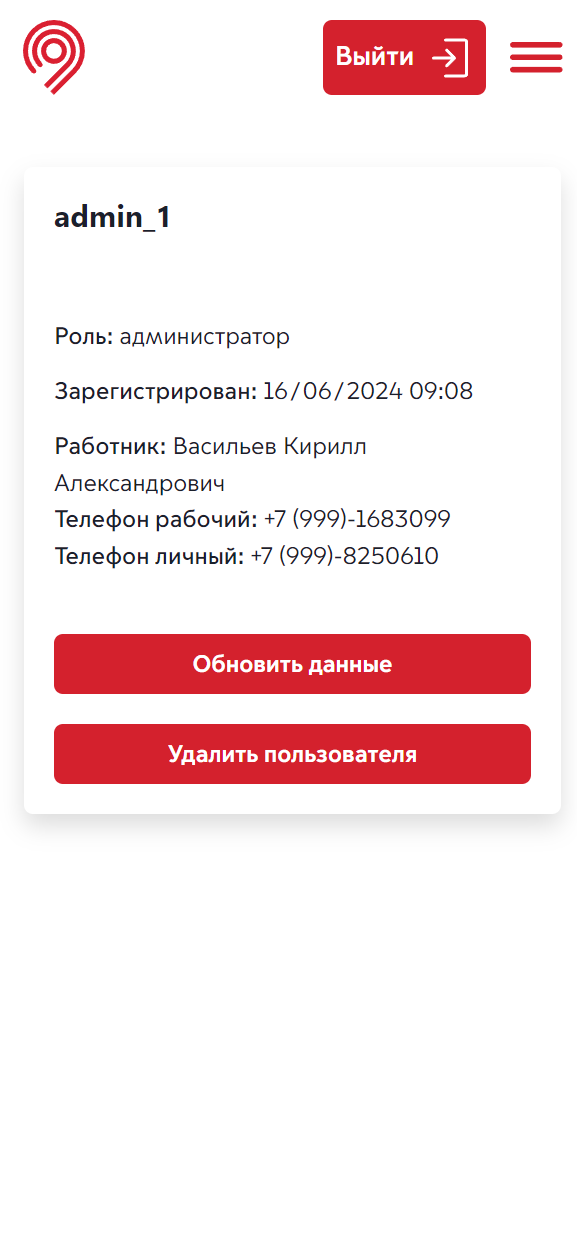 Выйти
admin_1
Роль: администратор
Зарегистрирован: 16/06/2024 09:08
Работник: Васильев Кирилл
Александрович
Телефон рабочий: +7 (999)-1683099
Телефон личный: +7 (999)-8250610
Обновить данные
Удалить пользователя